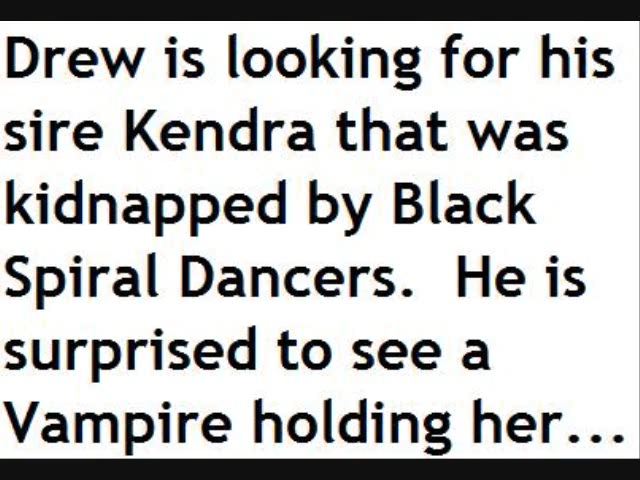 Drew is looking for his
sire Kendra that was
kidnapped by Black
Spiral Dancers.  He is
surprised to see a
Vampire holding her...